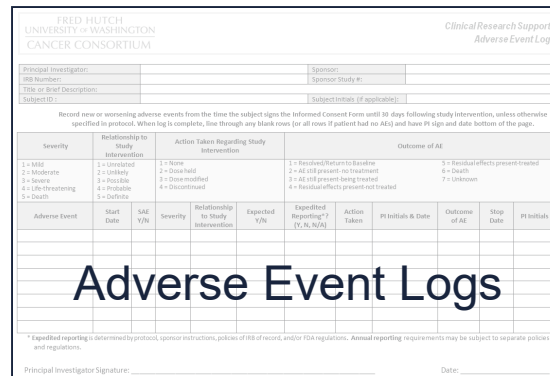 FRED HUTCH
UNIVERSITY OF WASHINGTON
CANCER CONSORTIUM
Clinical Research Support
Adverse Event Log
Principal Investigator:
Sponsor:
IRB Number:
Sponsor Study #:
Title or Brief Description:
Subject ID :
Subject Initials (if applicable):
Record new or worsening adverse events from the time the subject signs the Informed Consent Form until 30 days following study intervention, unless otherwise
specified in protocol. When log is complete, line through any blank rows (or all rows if patient had no AEs) and have PI sign and date bottom of the page.
Severity
Relationship to
Study
Intervention
Action Taken Regarding Study
Intervention
Outcome of AE
1 = Mild
2 = Moderate
3 = Severe
4 = Life-threatening
5 = Death
1 = Unrelated
2 = Unlikely
3 = Possible
4 = Probable
5 = Definite
1 = None
2 = Dose held
3 = Dose modified
4 = Discontinued
1 = Resolved/Return to Baseline
2 = AE still present-no treatment
3 = AE still present-being treated
4 = Residual effects present-not treated
5 = Residual effects present-treated
6 = Death
7 = Unknown
Adverse Event
Start
Date
SAE
Y/N
Severity
Relationship
to Study
Intervention
Expected
Y/N
Expedited
Reporting*?
(Y, N, N/A)
Action
Taken
PI Initials & Date
Outcome
of AE
Stop
Date
PI Initials
Adverse Event Logs
* Expedited reporting is determined by protocol, sponsor instructions, policies of IRB of record, and/or FDA regulations. Annual reporting requirements may be subject to separate policies
and regulations.
Principal Investigator Signature:
Date: